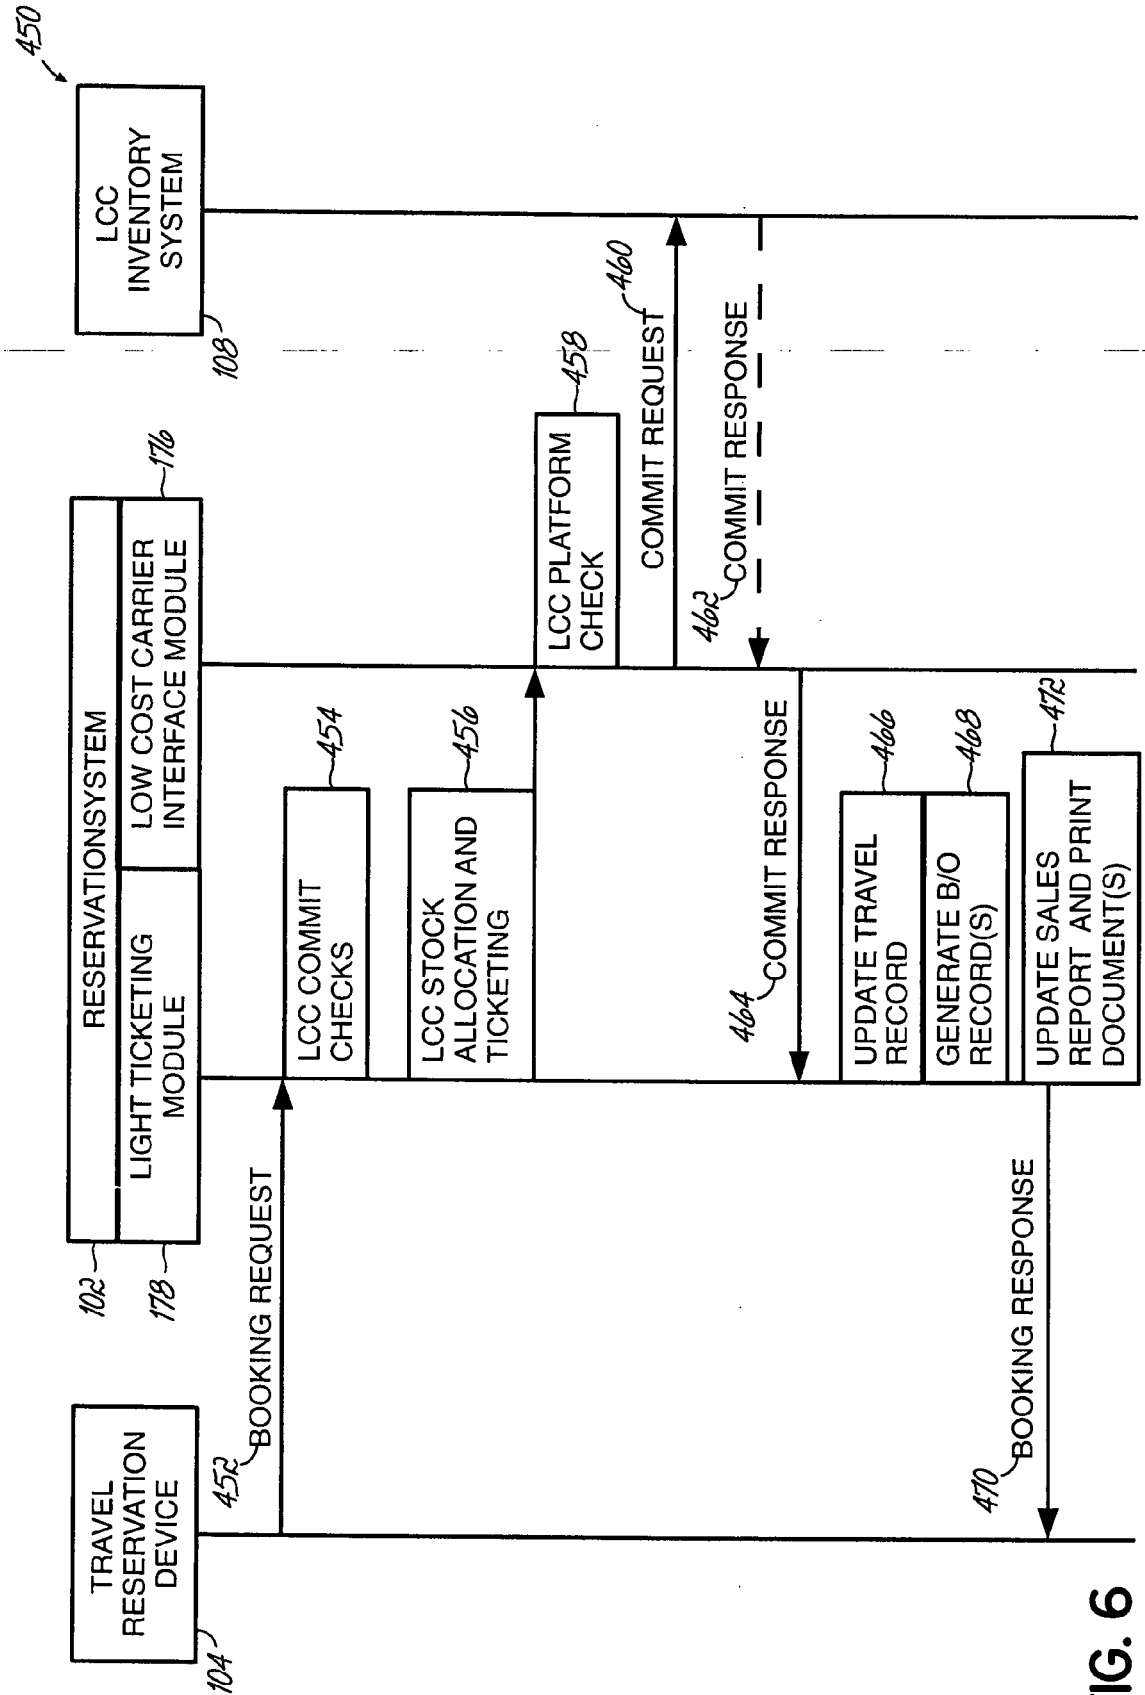 450
TRAVEL
RESERVATION
DEVICE
104
RESERVATIONSYSTEM
102
LIGHT TICKETING
MODULE
178
LOW COST CARRIER
INTERFACE MODULE
176
LCC
INVENTORY
SYSTEM
108
452
BOOKING REQUEST
LCC COMMIT
CHECKS
454
LCC STOCK
ALLOCATION AND
TICKETING
456
LCC PLATFORM
CHECK
458
COMMIT REQUEST
460
462
COMMIT RESPONSE
464
COMMIT RESPONSE
UPDATE TRAVEL
RECORD
466
GENERATE B/O
RECORD(S)
468
470
BOOKING RESPONSE
UPDATE SALES
REPORT AND PRINT
DOCUMENT(S)
472
FIG. 6